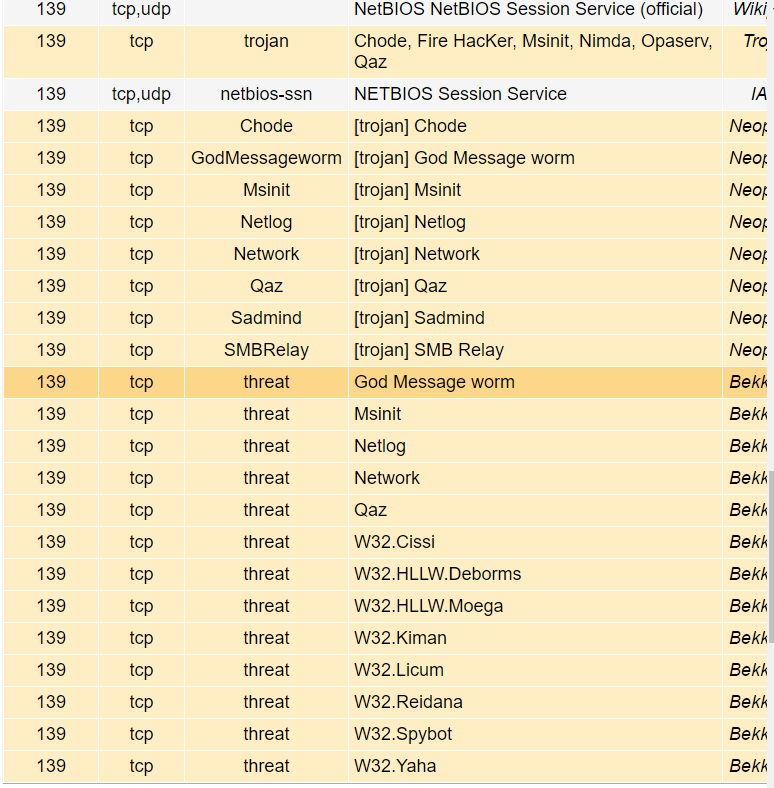 139 tcp,udp NetBIOS NetBIOS Session Service (official) Wiki
139 tcp trojan Chode, Fire HacKer, Msinit, Nimda, Opaserv, Tro
Qaz
139 tcp,udp netbios-ssn NETBIOS Session Service IA
139 tcp Chode [trojan] Chode Neop
139 tcp GodMessageworm [trojan] God Message worm Neop
139 tcp Msinit [trojan] Msinit Neop
139 tcp Netlog [trojan] Netlog Neop
139 tcp Network [trojan] Network Neop
139 tcp Qaz [trojan] Qaz Neop
139 tcp Sadmind [trojan] Sadmind Neop
139 tcp SMBRelay [trojan] SMB Relay Neop
139 tcp threat God Message worm Bekk
139 tcp threat Msinit Bekk
139 tcp threat Netlog Bekk
139 tcp threat Network Bekk
139 tcp threat Qaz Bekk
139 tcp threat W32.Cissi Bekk
139 tcp threat W32.HLLW.Deborms Bekk
139 tcp threat W32.HLLW.Moega Bekk
139 tcp threat W32.Kiman Bekk
139 tcp threat W32.Licum Bekk
139 tcp threat W32.Reidana Bekk
139 tcp threat W32.Spybot Bekk
139 tcp threat W32.Yaha Bekk